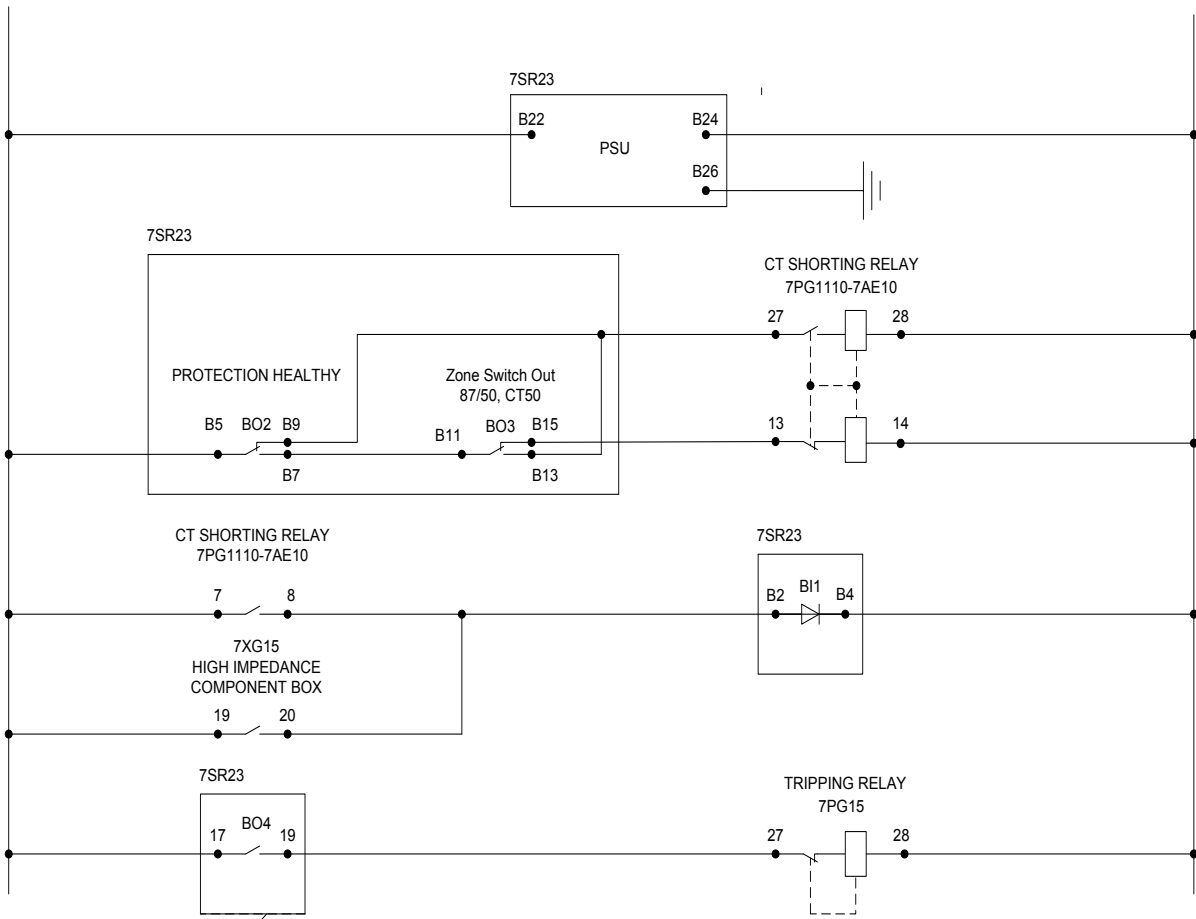 7SR23
B22
B24
PSU
B26
7SR23
CT SHORTING RELAY
7PG1110-7AE10
27
28
PROTECTION HEALTHY
Zone Switch Out
87/50, CT50
B5
BO2
B9
B7
B11
BO3
B15
B13
13
14
CT SHORTING RELAY
7PG1110-7AE10
7
8
7SR23
B2
BI1
B4
7XG15
HIGH IMPEDANCE
COMPONENT BOX
19
20
7SR23
17
BO4
19
TRIPPING RELAY
7PG15
27
28